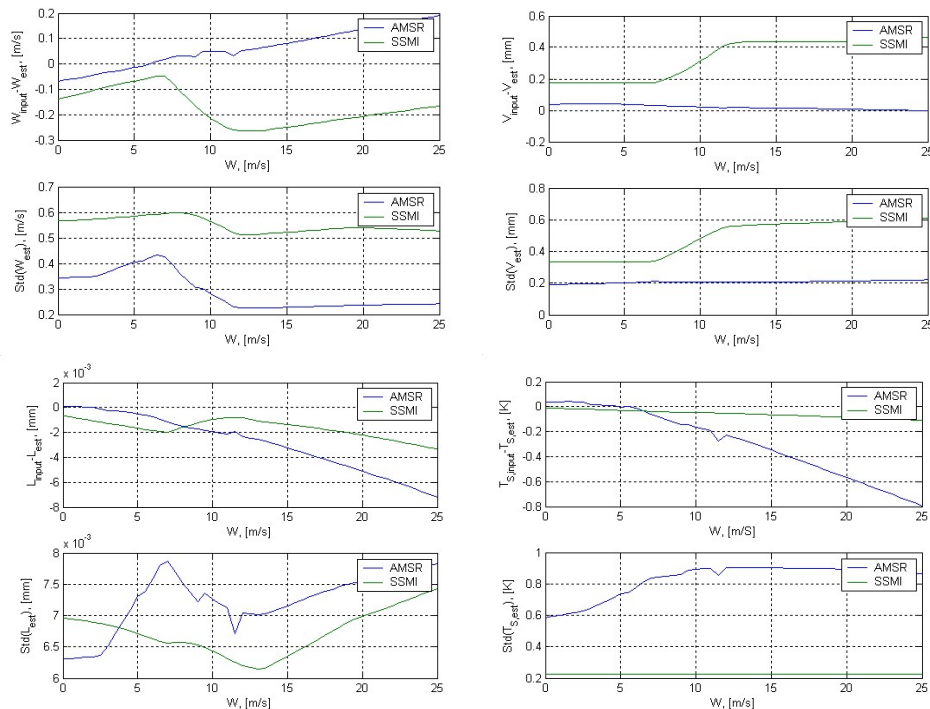 0.2
0.1
0
-0.1
-0.2
-0.3
W_input-W_est, [m/s]
0 5 10 15 20 25
W, [m/s]
AMSR
SSMI
0.6
0.4
0.2
0
0.2
V_input-V_est, [mm]
0 5 10 15 20 25
W, [m/s]
AMSR
SSMI
0.7
0.6
0.5
0.4
0.3
0.2
Std(W_est), [m/s]
0 5 10 15 20 25
W, [m/s]
AMSR
SSMI
0.8
0.6
0.4
0.2
0
Std(V_est), [mm]
0 5 10 15 20 25
W, [m/s]
AMSR
SSMI
x 10^-3
2
0
-2
-4
-6
-8
L_input-L_est, [mm]
0 5 10 15 20 25
W, [m/s]
AMSR
SSMI
0.2
0
-0.2
-0.4
-0.6
-0.8
T_S,input-T_S,est, [K]
0 5 10 15 20 25
W, [m/S]
AMSR
SSMI
x 10^-3
8
7.5
7
6.5
6
Std(L_est), [mm]
0 5 10 15 20 25
W, [m/s]
AMSR
SSMI
1
0.8
0.6
0.4
0.2
Std(T_S,est), [K]
0 5 10 15 20 25
W, [m/s]
AMSR
SSMI